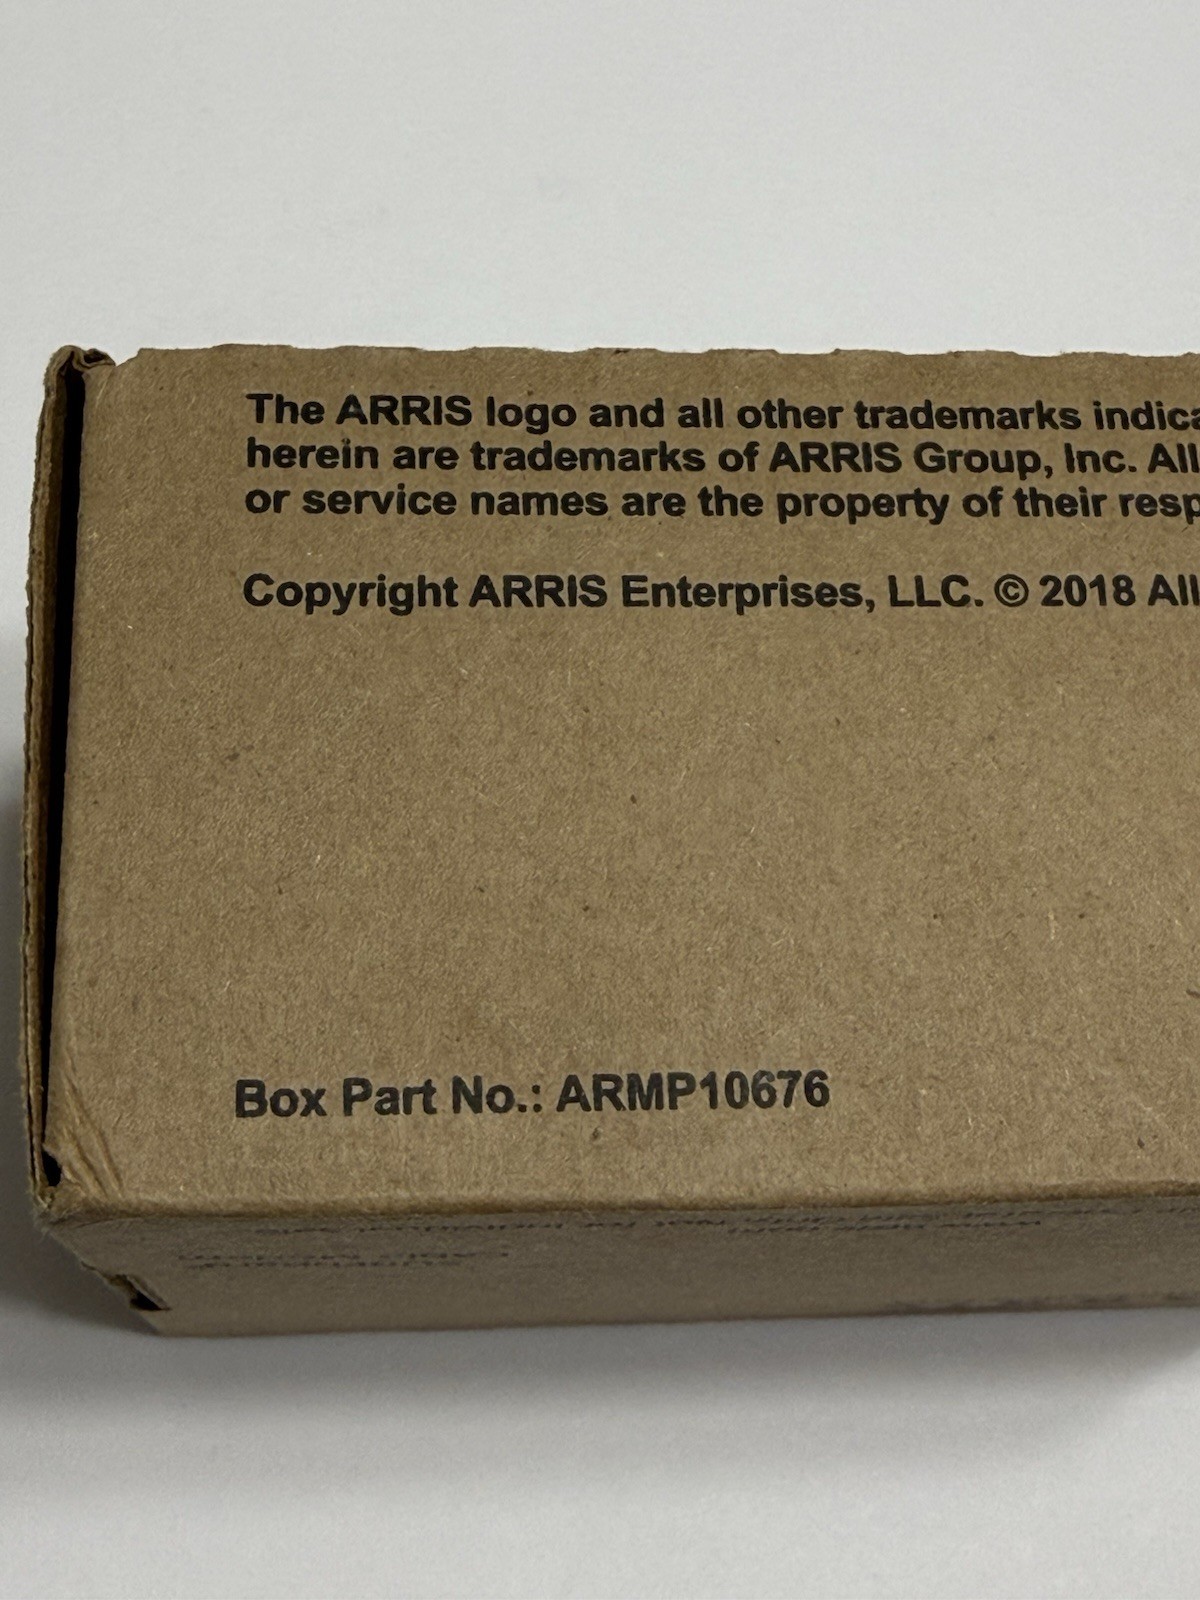 The ARRIS logo and all other trademarks indica
herein are trademarks of ARRIS Group, Inc. All
or service names are the property of their resp
Copyright ARRIS Enterprises, LLC. © 2018 All
Box Part No.: ARMP10676